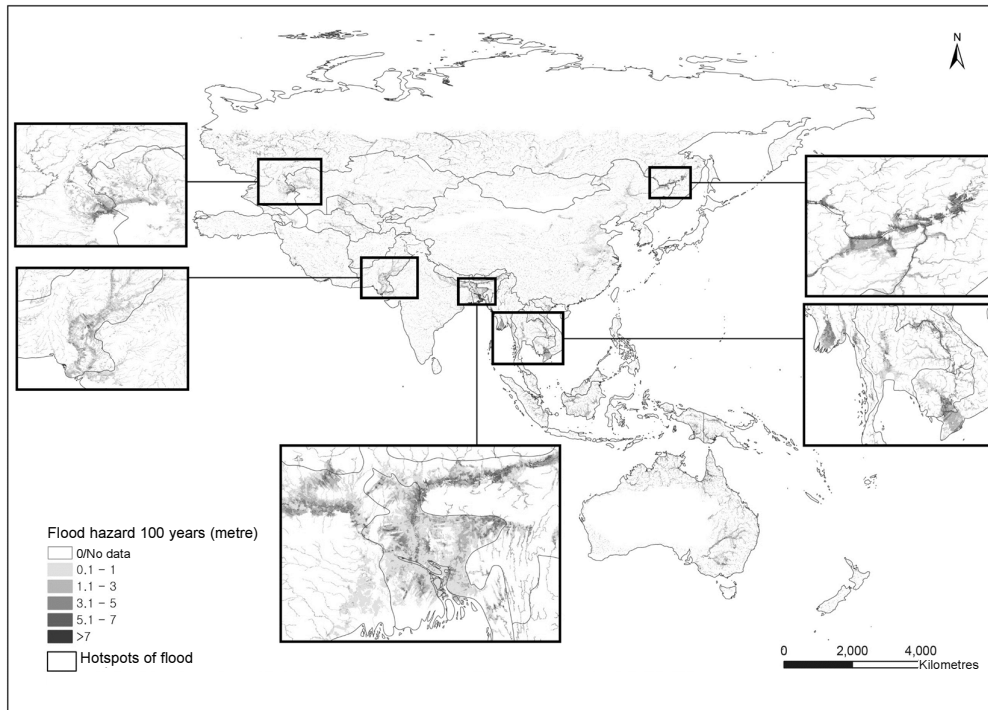 N
Flood hazard 100 years (metre)
0/No data
0.1 – 1
1.1 – 3
3.1 – 5
5.1 – 7
>7
Hotspots of flood
0 2,000 4,000
Kilometres